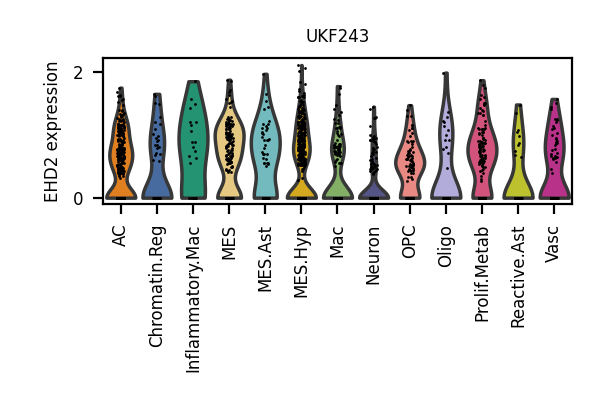 UKF243
EHD2 expression
2
0
AC
Chromatin.Reg
Inflammatory.Mac
MES
MES.Ast
MES.Hyp
Mac
Neuron
OPC
Oligo
Prolif.Metab
Reactive.Ast
Vasc